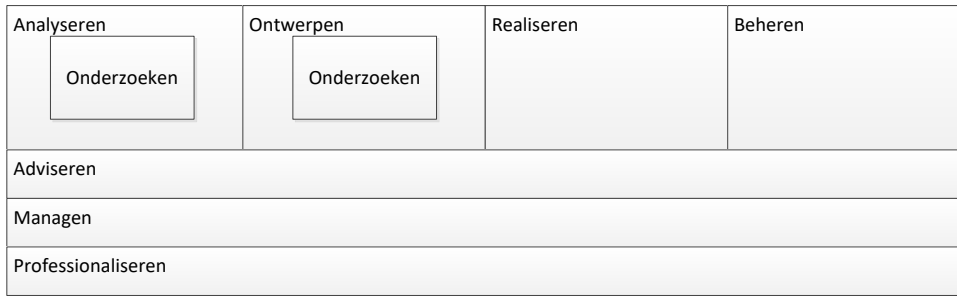 Analyseren
Onderzoeken
Ontwerpen
Onderzoeken
Realiseren
Beheren
Adviseren
Managen
Professionaliseren